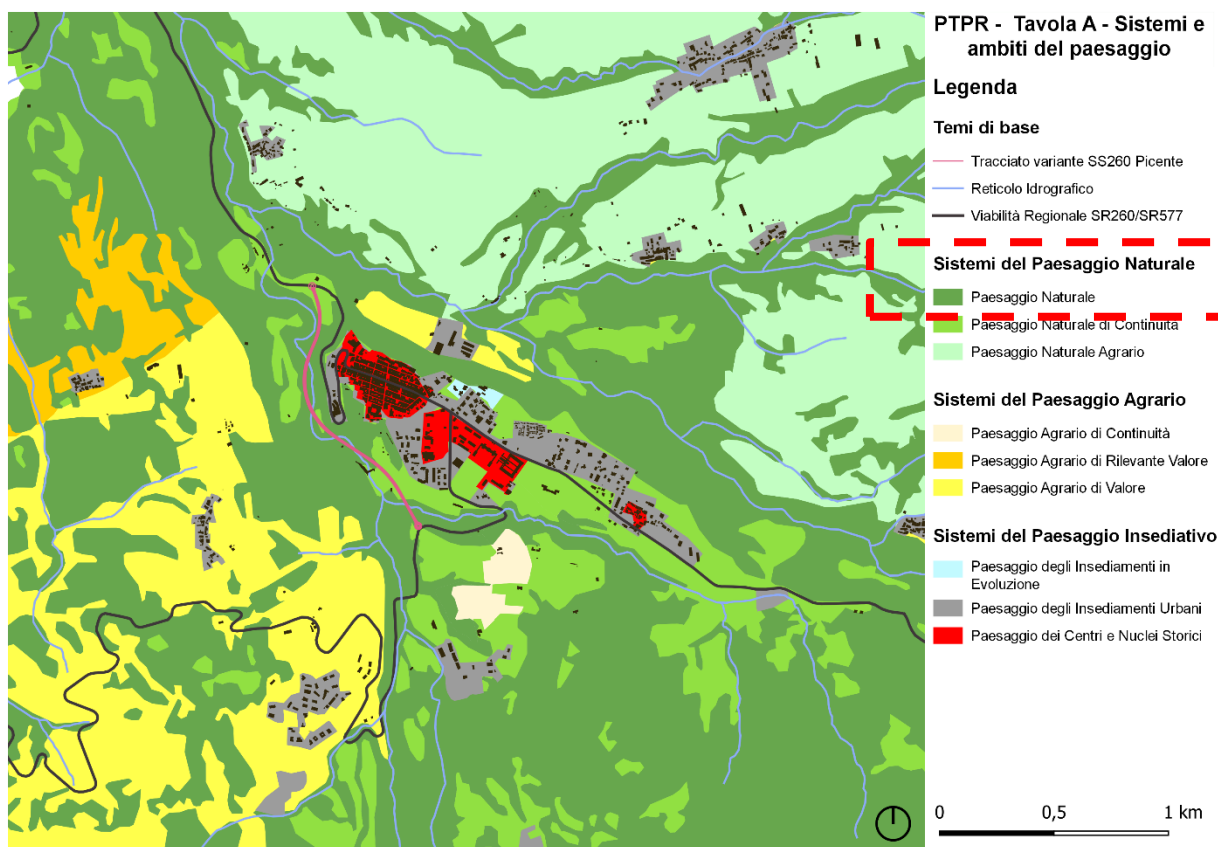 PTPR - Tavola A - Sistemi e
ambiti del paesaggio
Legenda
Temi di base
Tracciato variante SS260 Picente
Reticolo Idrografico
Viabilità Regionale SR260/SR577
Sistemi del Paesaggio Naturale
Paesaggio Naturale
Paesaggio Naturale di Continuità
Paesaggio Naturale Agrario
Sistemi del Paesaggio Agrario
Paesaggio Agrario di Continuità
Paesaggio Agrario di Rilevante Valore
Paesaggio Agrario di Valore
Sistemi del Paesaggio Insediativo
Paesaggio degli Insediamenti in
Evoluzione
Paesaggio degli Insediamenti Urbani
Paesaggio dei Centri e Nuclei Storici
0 0,5 1 km